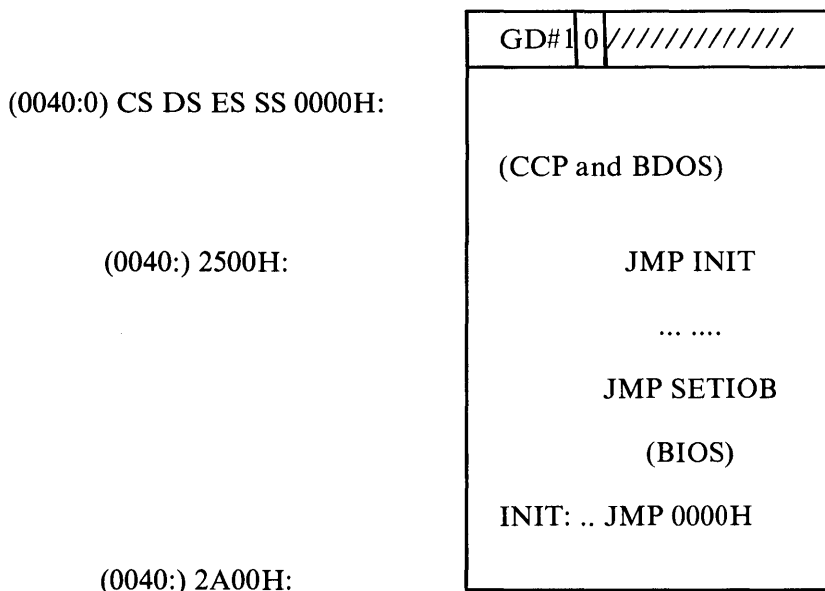 GD#1 0 /////////////
(0040:0) CS DS ES SS 0000H:
(CCP and BDOS)
(0040:) 2500H: JMP INIT
... ....
JMP SETIOB
(BIOS)
INIT: .. JMP 0000H
(0040:) 2A00H: